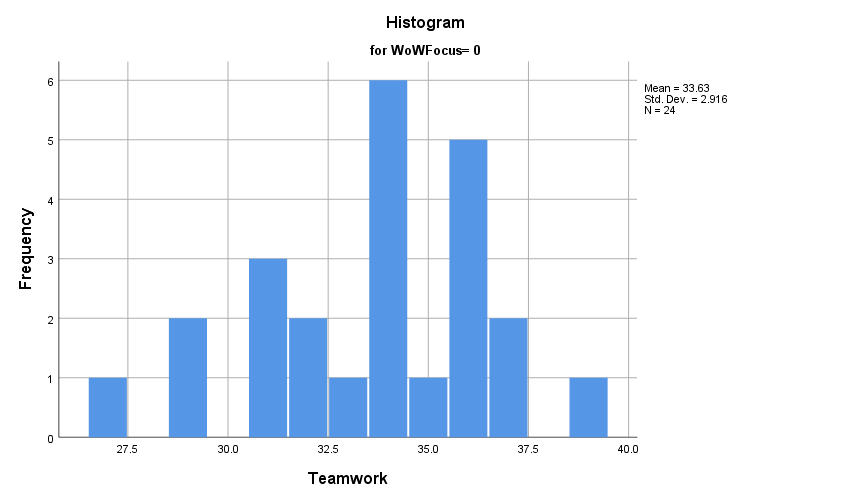 Histogram
for WoWFocus= 0
Mean = 33.63
Std. Dev. = 2.916
N = 24
Frequency
6
5
4
3
2
1
0
27.5 30.0 32.5 35.0 37.5 40.0
Teamwork